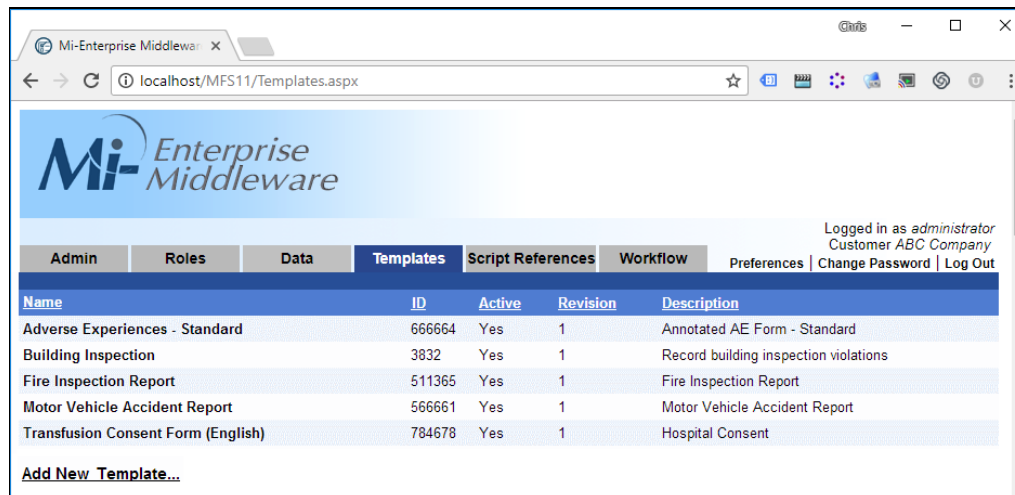 Chris
Mi-Enterprise Middlewar
localhost/MFS11/Templates.aspx
Mi- Enterprise Middleware
Logged in as administrator
Customer ABC Company
Preferences | Change Password | Log Out
Admin Roles Data Templates Script References Workflow
Name ID Active Revision Description
Adverse Experiences - Standard 666664 Yes 1 Annotated AE Form - Standard
Building Inspection 3832 Yes 1 Record building inspection violations
Fire Inspection Report 511365 Yes 1 Fire Inspection Report
Motor Vehicle Accident Report 566661 Yes 1 Motor Vehicle Accident Report
Transfusion Consent Form (English) 784678 Yes 1 Hospital Consent
Add New Template...